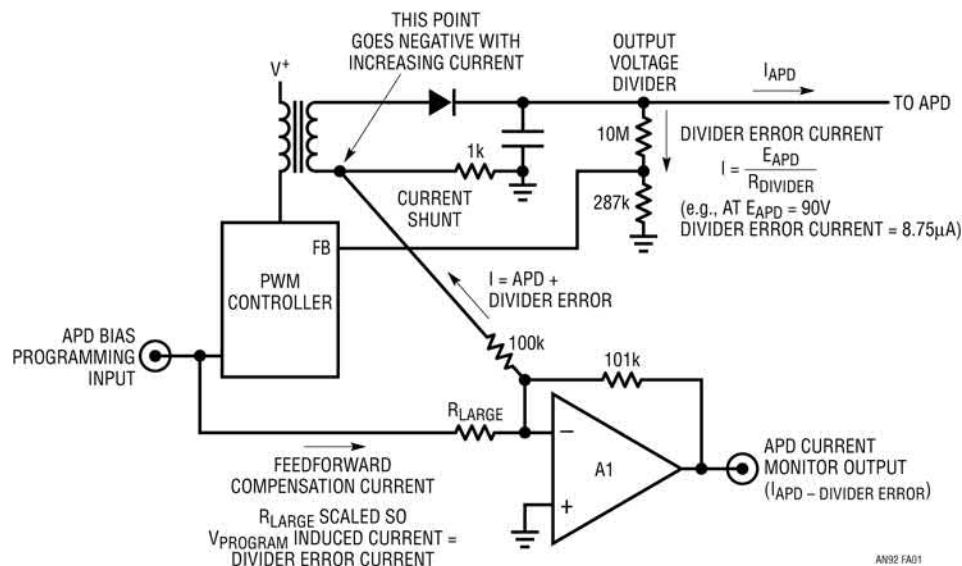 THIS POINT
GOES NEGATIVE WITH
INCREASING CURRENT
OUTPUT
VOLTAGE
DIVIDER
V+
IAPD
TO APD
10M
DIVIDER ERROR CURRENT
I = EAPD / RDIVIDER
(e.g., AT EAPD = 90V
DIVIDER ERROR CURRENT = 8.75μA)
1k
CURRENT
SHUNT
287k
FB
PWM
CONTROLLER
I = APD +
DIVIDER ERROR
APD BIAS
PROGRAMMING
INPUT
100k
101k
RLARGE
−
A1
+
APD CURRENT
MONITOR OUTPUT
(IAPD – DIVIDER ERROR)
FEEDFORWARD
COMPENSATION CURRENT
RLARGE SCALED SO
VPROGRAM INDUCED CURRENT =
DIVIDER ERROR CURRENT
AN92 FA01